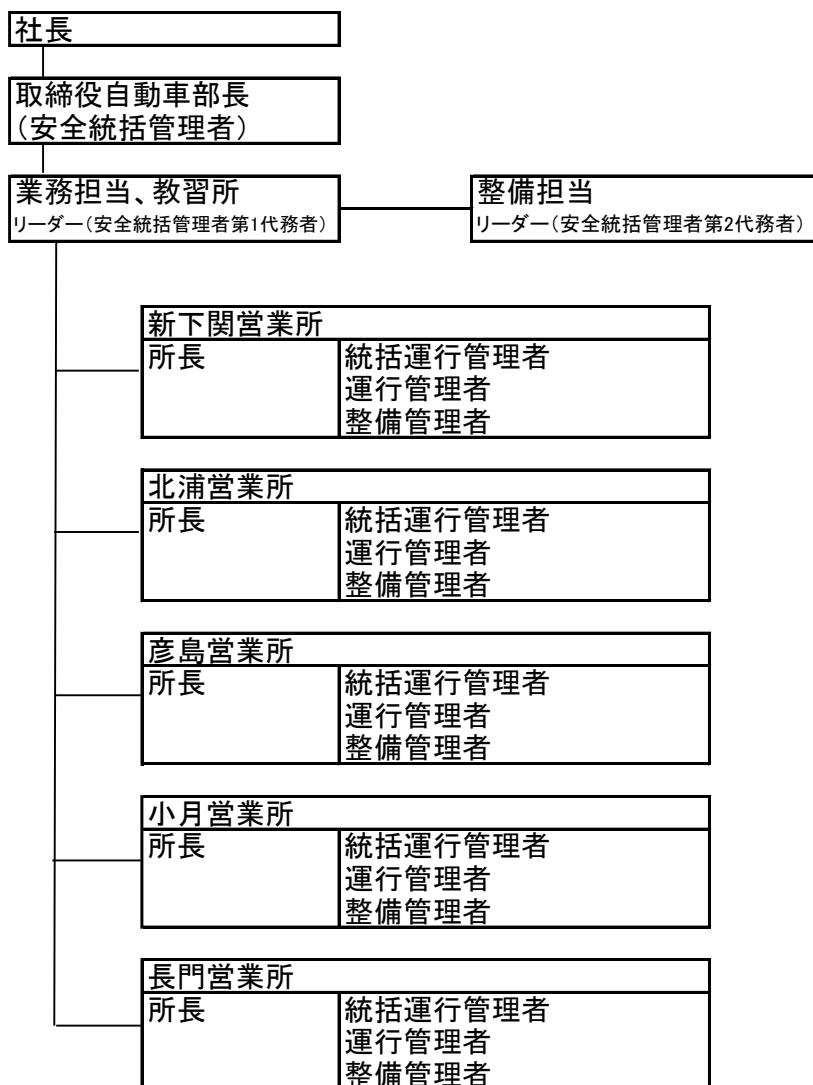 社長
取締役自動車部長
（安全統括管理者）
業務担当、教習所
リーダー（安全統括管理者第1代務者）
整備担当
リーダー（安全統括管理者第2代務者）
新下関営業所
所長 統括運行管理者
運行管理者
整備管理者
北浦営業所
所長 統括運行管理者
運行管理者
整備管理者
彦島営業所
所長 統括運行管理者
運行管理者
整備管理者
小月営業所
所長 統括運行管理者
運行管理者
整備管理者
長門営業所
所長 統括運行管理者
運行管理者
整備管理者